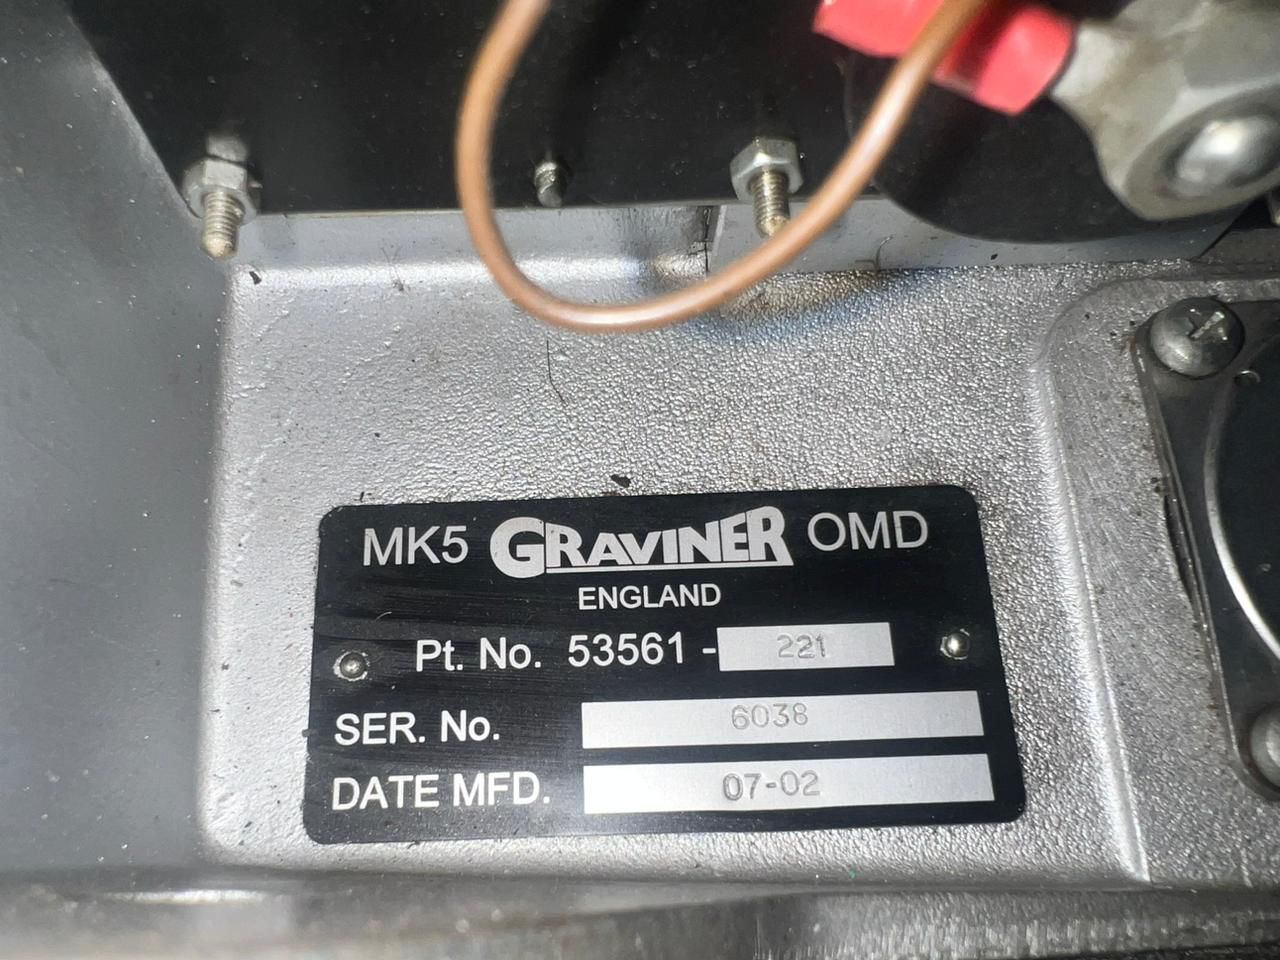 MK5 GRAVINER OMD
ENGLAND
Pt. No. 53561 - 221
SER. No. 6038
DATE MFD. 07-02